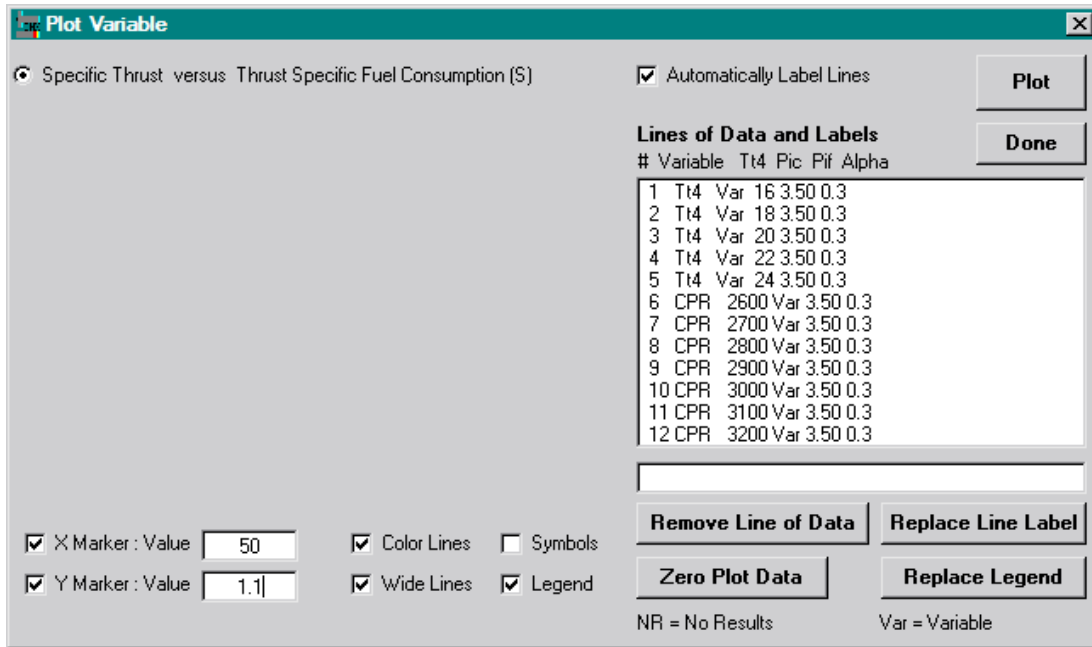 Plot Variable
Specific Thrust versus Thrust Specific Fuel Consumption (S)
Automatically Label Lines
Plot
Done
Lines of Data and Labels
# Variable Tt4 Pic Pif Alpha
1 Tt4 Var 16 3.50 0.3
2 Tt4 Var 18 3.50 0.3
3 Tt4 Var 20 3.50 0.3
4 Tt4 Var 22 3.50 0.3
5 Tt4 Var 24 3.50 0.3
6 CPR 2600 Var 3.50 0.3
7 CPR 2700 Var 3.50 0.3
8 CPR 2800 Var 3.50 0.3
9 CPR 2900 Var 3.50 0.3
10 CPR 3000 Var 3.50 0.3
11 CPR 3100 Var 3.50 0.3
12 CPR 3200 Var 3.50 0.3
X Marker : Value 50
Color Lines
Symbols
Remove Line of Data
Replace Line Label
Y Marker : Value 1.1
Wide Lines
Legend
Zero Plot Data
Replace Legend
NR = No Results
Var = Variable